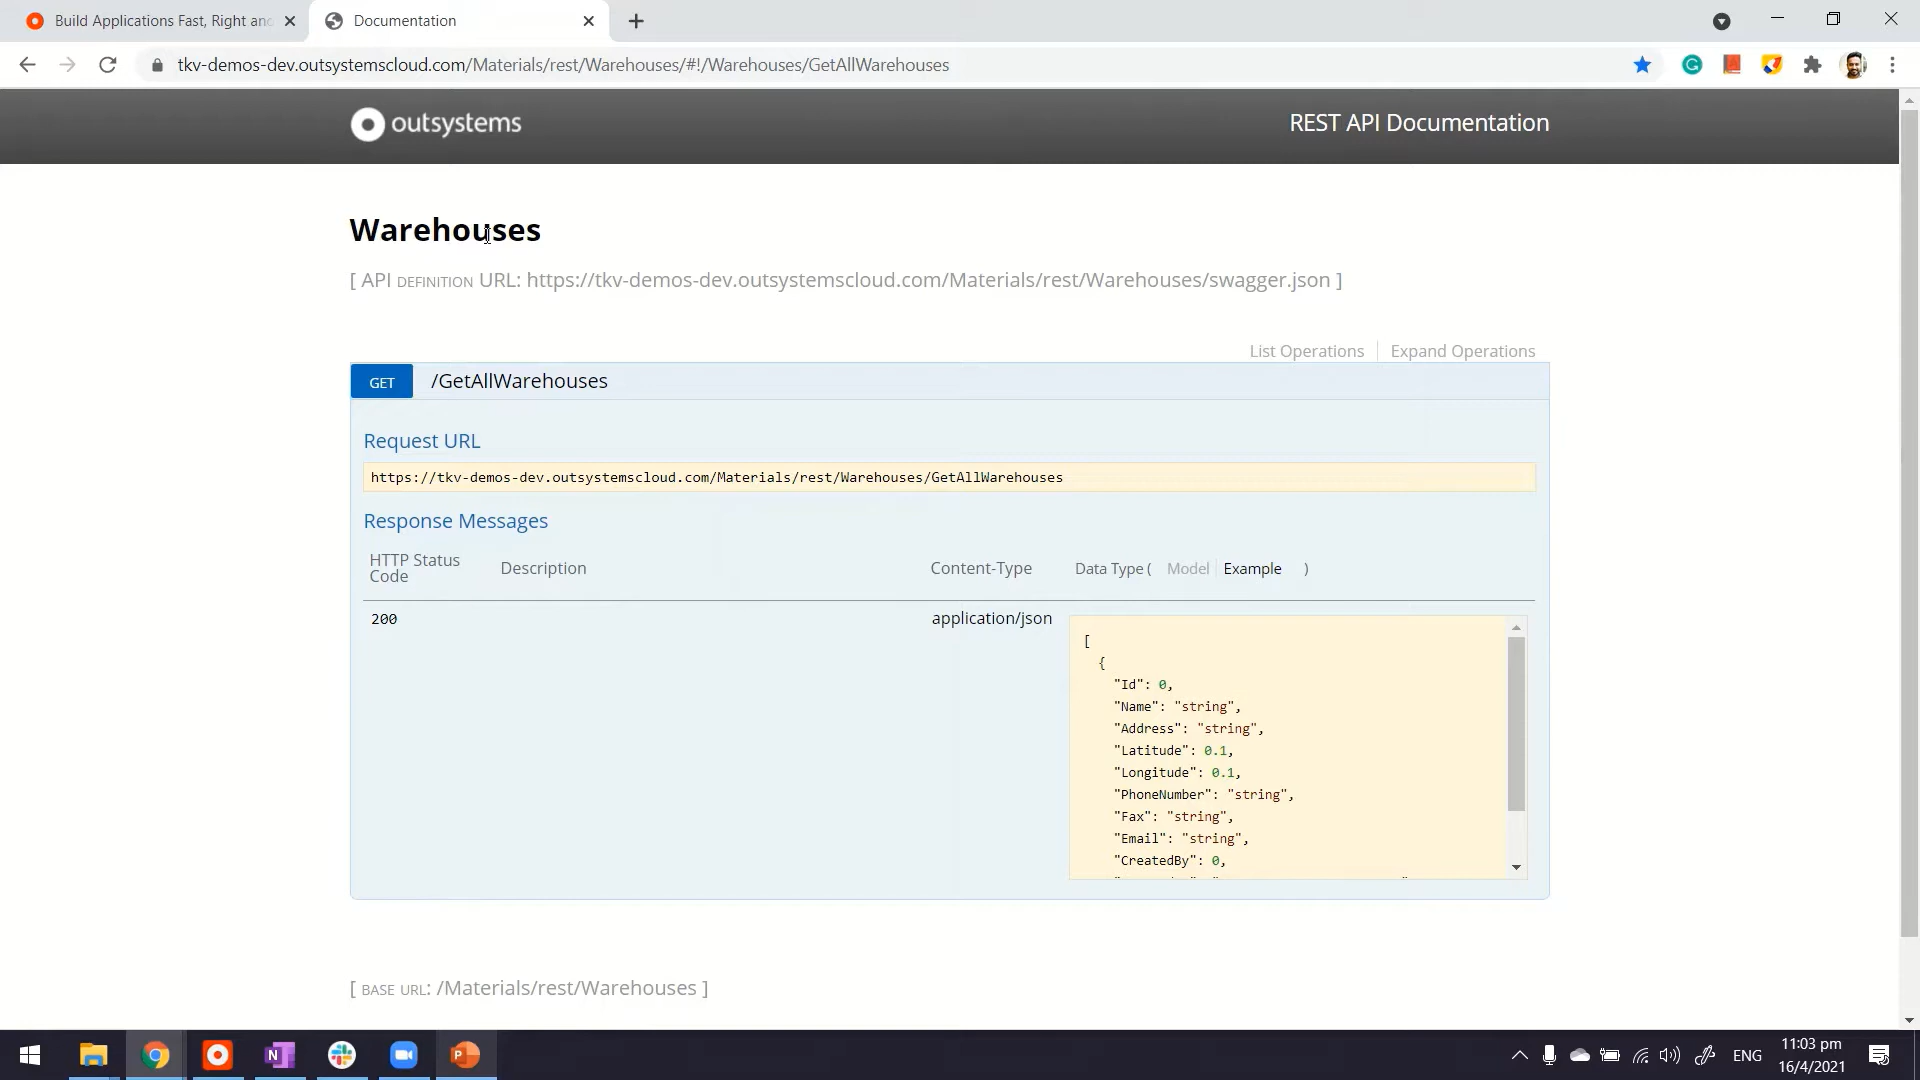 Build Applications Fast, Right and
Documentation
tkv-demos-dev.outsystemscloud.com/Materials/rest/Warehouses/#!/Warehouses/GetAllWarehouses
outsystems
REST API Documentation
Warehouses
[ API DEFINITION URL: https://tkv-demos-dev.outsystemscloud.com/Materials/rest/Warehouses/swagger.json ]
List Operations
Expand Operations
GET /GetAllWarehouses
Request URL
https://tkv-demos-dev.outsystemscloud.com/Materials/rest/Warehouses/GetAllWarehouses
Response Messages
HTTP Status Code
Description
Content-Type
Data Type ( Model Example )
200
application/json
[
{
"Id": 0,
"Name": "string",
"Address": "string",
"Latitude": 0.1,
"Longitude": 0.1,
"PhoneNumber": "string",
"Fax": "string",
"Email": "string",
"CreatedBy": 0,
[ BASE URL: /Materials/rest/Warehouses ]
ENG
11:03 pm
16/4/2021